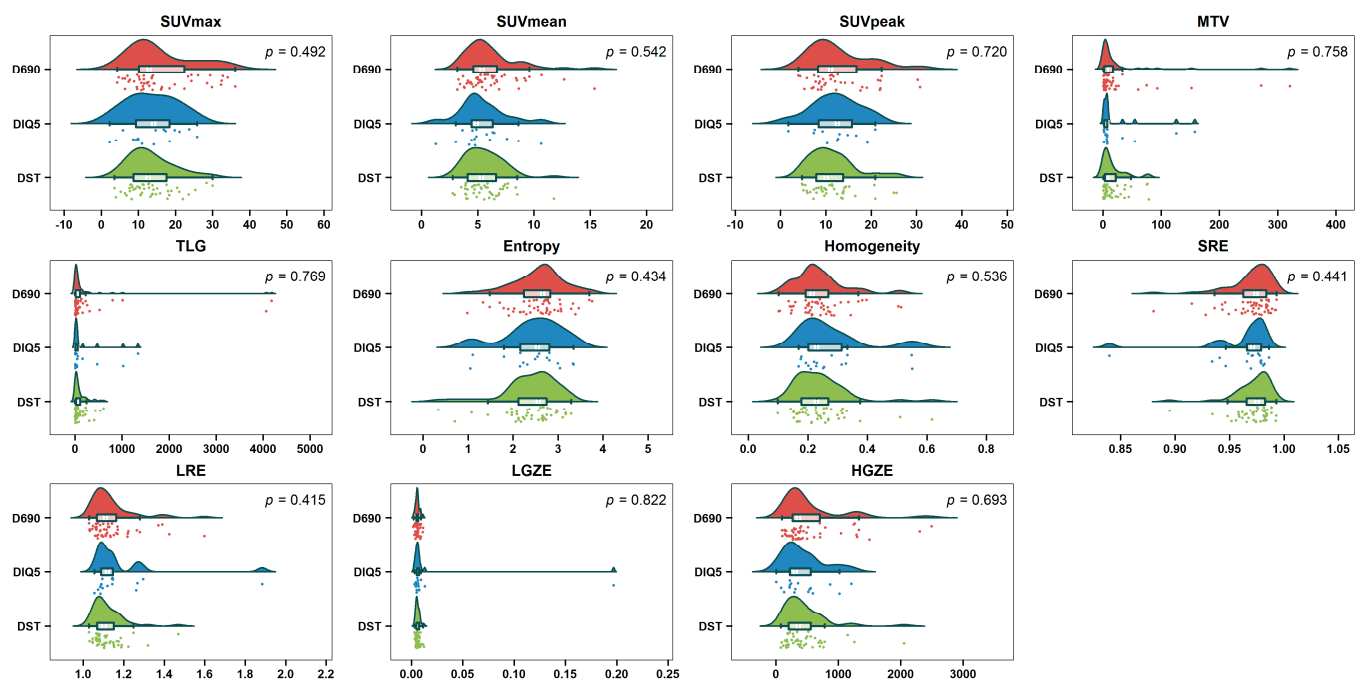 SUVmax SUVmean SUVpeak MTV
p = 0.492 p = 0.542 p = 0.720 p = 0.758
D690 D690 D690 D690
DIQ5 DIQ5 DIQ5 DIQ5
DST DST DST DST
-10 0 10 20 30 40 50 60 0 5 10 15 20 -10 0 10 20 30 40 50 0 100 200 300 400
TLG Entropy Homogeneity SRE
p = 0.769 p = 0.434 p = 0.536 p = 0.441
D690 D690 D690 D690
DIQ5 DIQ5 DIQ5 DIQ5
DST DST DST DST
0 1000 2000 3000 4000 5000 0 1 2 3 4 5 0.0 0.2 0.4 0.6 0.8 0.85 0.90 0.95 1.00 1.05
LRE LGZE HGZE
p = 0.415 p = 0.822 p = 0.693
D690 D690 D690
DIQ5 DIQ5 DIQ5
DST DST DST
1.0 1.2 1.4 1.6 1.8 2.0 2.2 0.00 0.05 0.10 0.15 0.20 0.25 0 1000 2000 3000